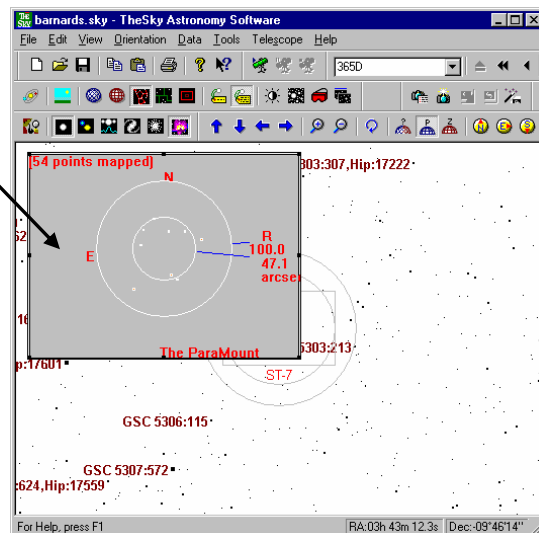 barnards.sky - TheSky Astronomy Software
File Edit View Orientation Data Tools Telescope Help
365D
[54 points mapped)
303:307,Hip:17222
N
R
100.0
47.1
arcse
E
The ParaMount
5303:213
p:17601
ST-7
GSC 5306:115
GSC 5307:572
:624,Hip:17559
For Help, press F1
RA:03h 43m 12.3s Dec:-09°46'14"